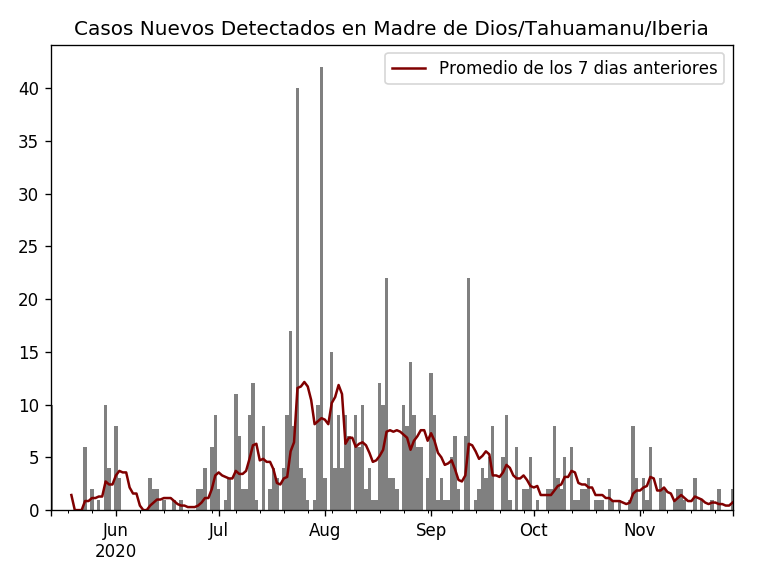 Casos Nuevos Detectados en Madre de Dios/Tahuamanu/Iberia
Promedio de los 7 dias anteriores
40
35
30
25
20
15
10
5
0
Jun
2020
Jul
Aug
Sep
Oct
Nov